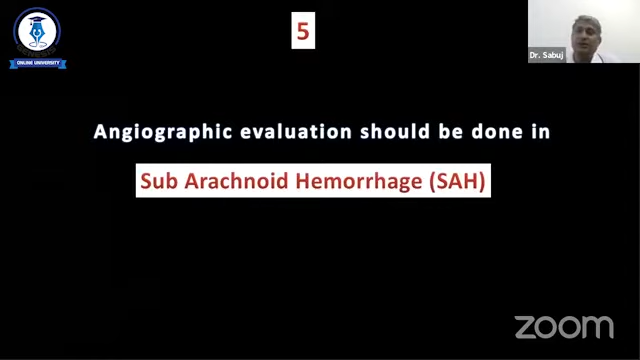 5
Dr. Sabuj
ONLINE UNIVERSITY
Angiographic evaluation should be done in
Sub Arachnoid Hemorrhage (SAH)
zoom